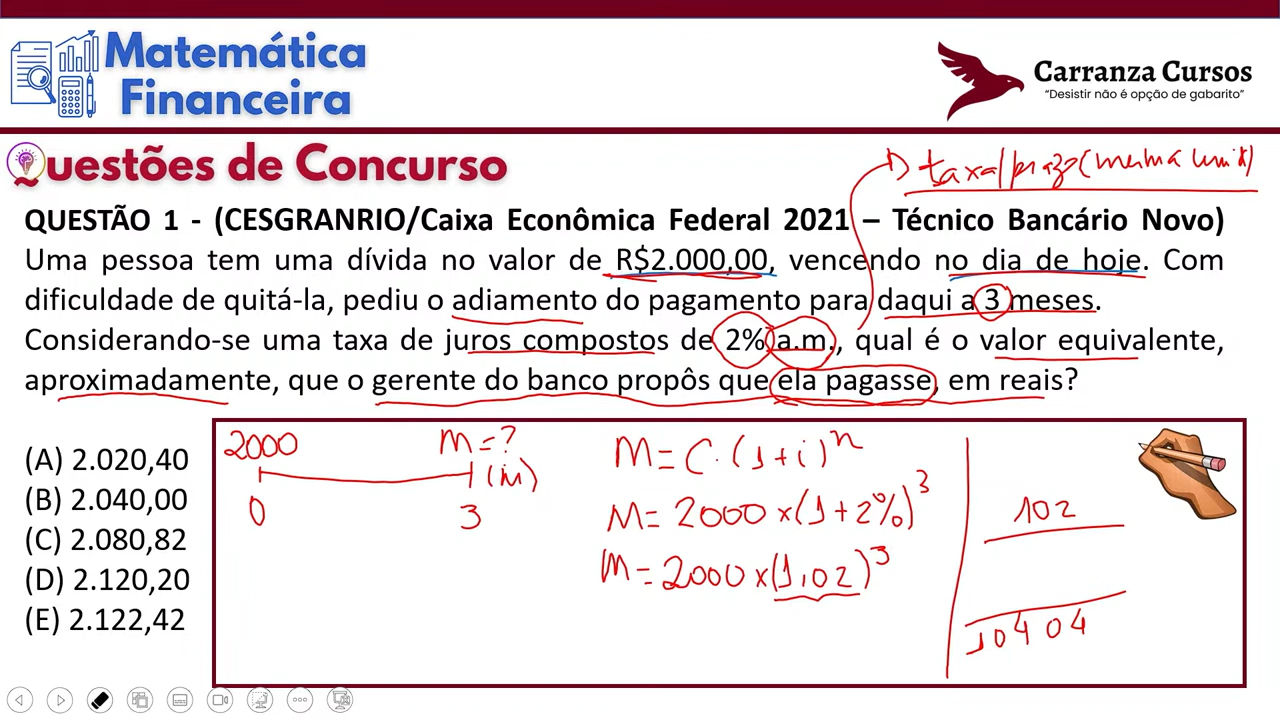 Matemática
Financeira
Carranza Cursos
“Desistir não é opção de gabarito”
Questões de Concurso
1) taxa/prazo (mesma unid)
QUESTÃO 1 - (CESGRANRIO/Caixa Econômica Federal 2021 – Técnico Bancário Novo)
Uma pessoa tem uma dívida no valor de R$2.000,00, vencendo no dia de hoje. Com
dificuldade de quitá-la, pediu o adiamento do pagamento para daqui a 3 meses.
Considerando-se uma taxa de juros compostos de 2% a.m., qual é o valor equivalente,
aproximadamente, que o gerente do banco propôs que ela pagasse, em reais?
(A) 2.020,40
(B) 2.040,00
(C) 2.080,82
(D) 2.120,20
(E) 2.122,42
2000 M=?
(m)
0 3
M = C.(1+i)^n
M = 2000 x (1+2%)^3
M = 2000 x (1,02)^3
102
10404